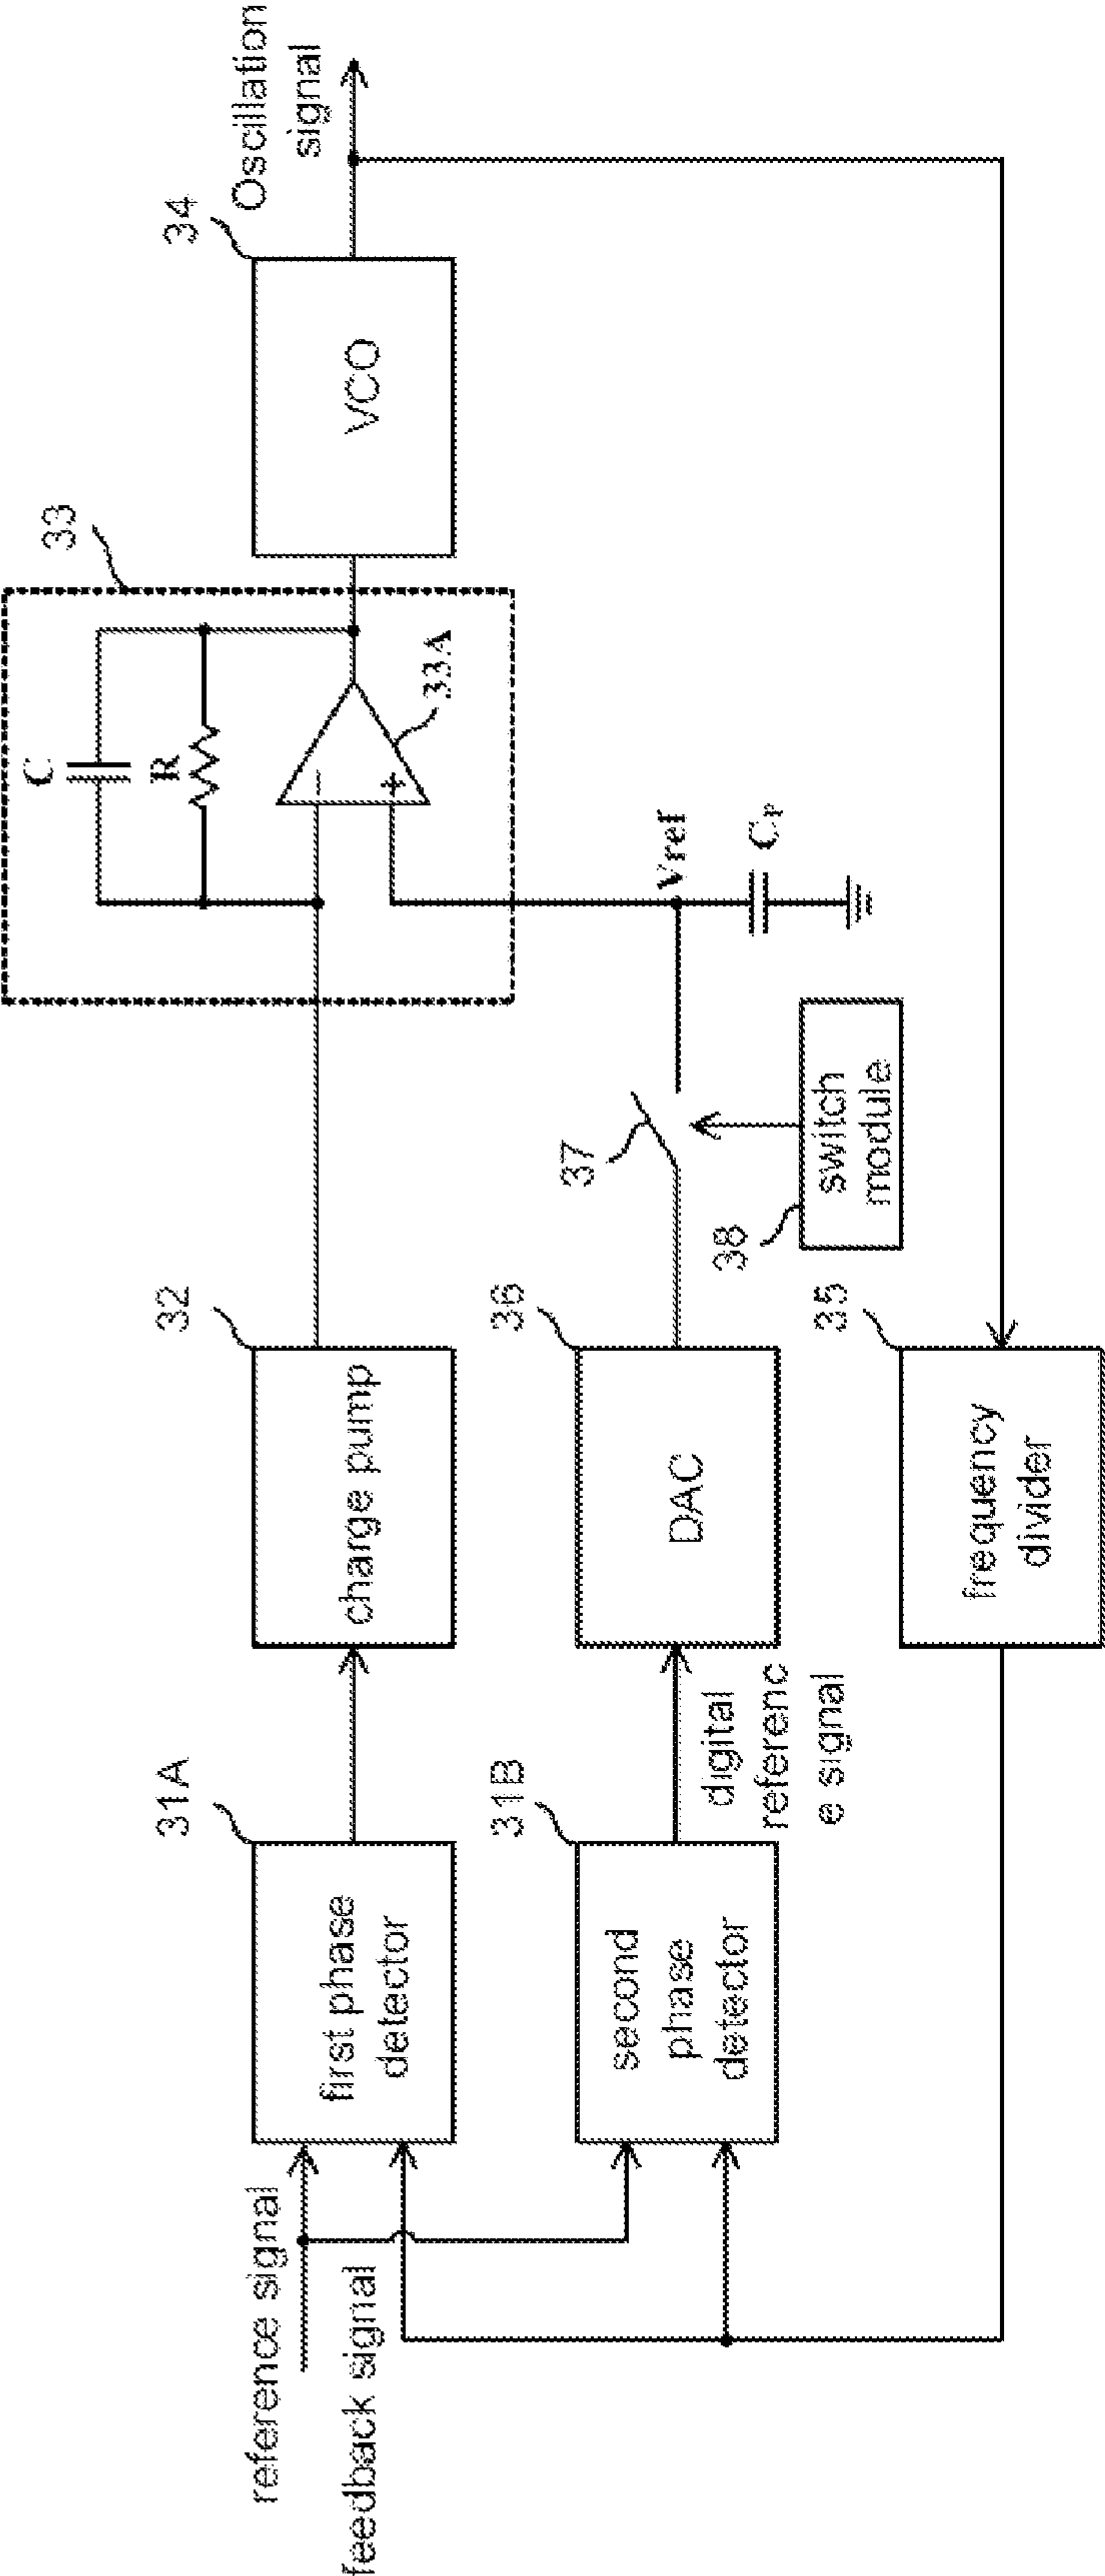 reference signal
feedback signal
31A
first phase
detector
31B
second
phase
detector
digital
referenc
e signal
32
charge pump
36
DAC
35
frequency
divider
37
38
switch
module
33
C
R
33A
−
+
Vref
CP
34
VCO
Oscillation
signal